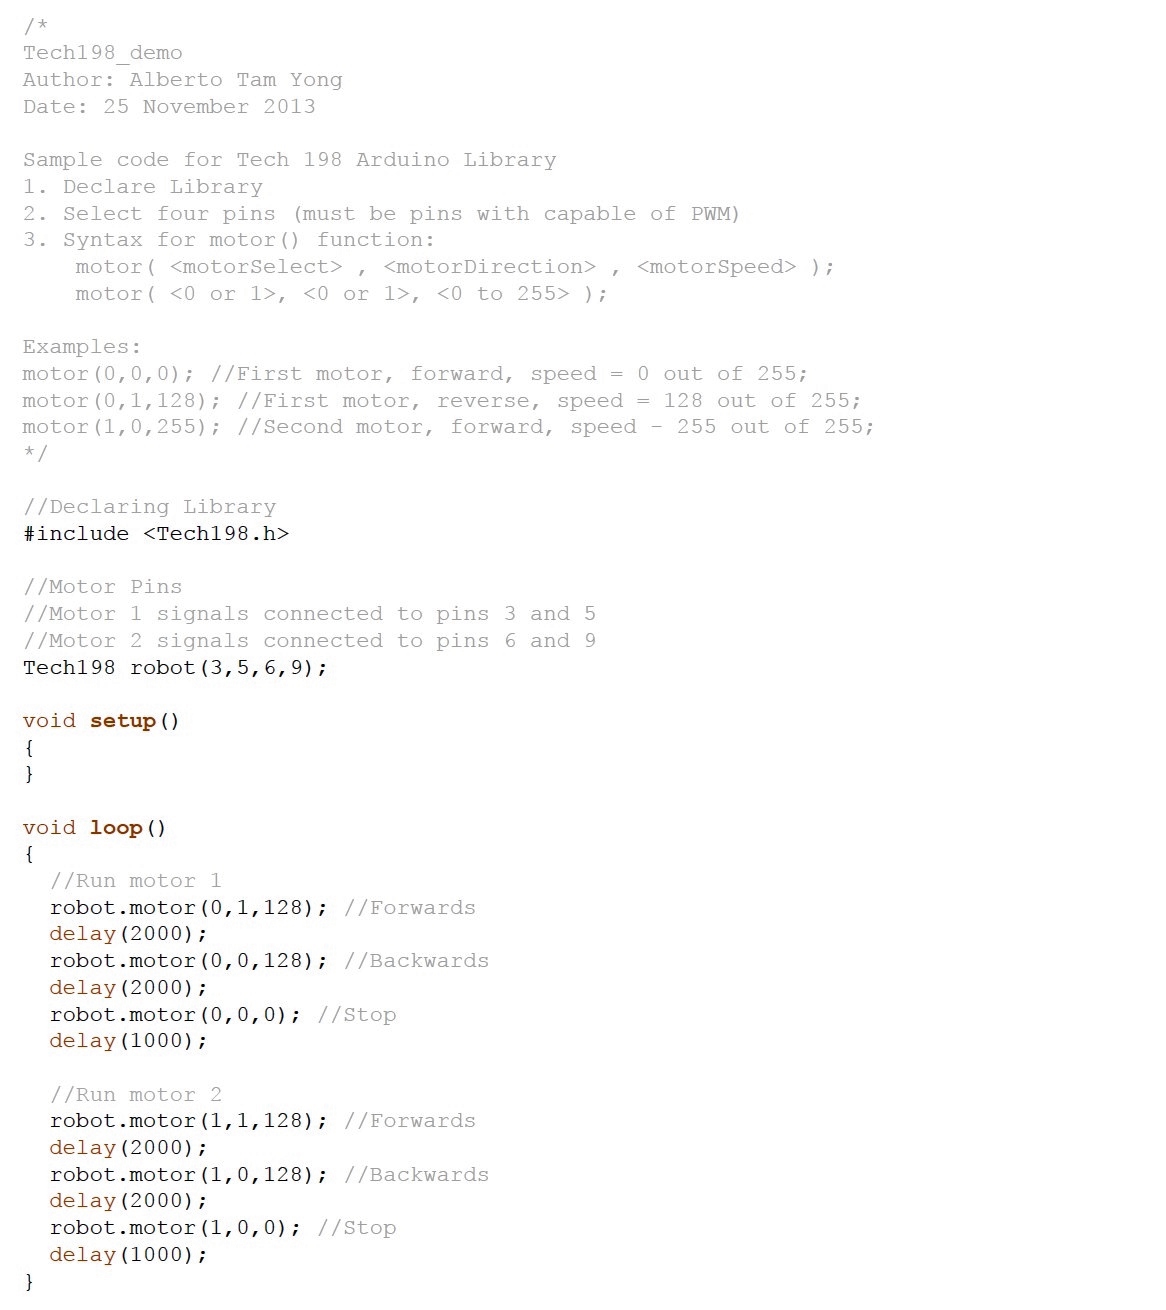 /*
Tech198_demo
Author: Alberto Tam Yong
Date: 25 November 2013

Sample code for Tech 198 Arduino Library
1. Declare Library
2. Select four pins (must be pins with capable of PWM)
3. Syntax for motor() function:
    motor( <motorSelect> , <motorDirection> , <motorSpeed> );
    motor( <0 or 1>, <0 or 1>, <0 to 255> );

Examples:
motor(0,0,0); //First motor, forward, speed = 0 out of 255;
motor(0,1,128); //First motor, reverse, speed = 128 out of 255;
motor(1,0,255); //Second motor, forward, speed - 255 out of 255;
*/

//Declaring Library
#include <Tech198.h>

//Motor Pins
//Motor 1 signals connected to pins 3 and 5
//Motor 2 signals connected to pins 6 and 9
Tech198 robot(3,5,6,9);

void setup()
{
}

void loop()
{
  //Run motor 1
  robot.motor(0,1,128); //Forwards
  delay(2000);
  robot.motor(0,0,128); //Backwards
  delay(2000);
  robot.motor(0,0,0); //Stop
  delay(1000);

  //Run motor 2
  robot.motor(1,1,128); //Forwards
  delay(2000);
  robot.motor(1,0,128); //Backwards
  delay(2000);
  robot.motor(1,0,0); //Stop
  delay(1000);
}